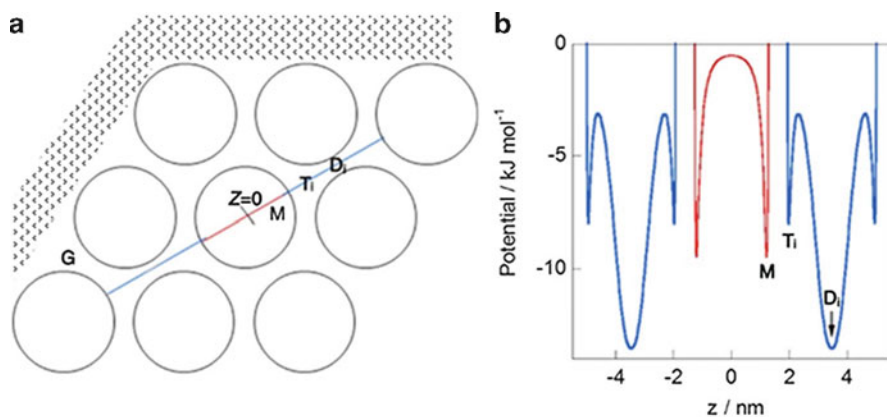 a
Z=0
M
Ti
Di
G
b
Potential / kJ mol⁻¹
0
-5
-10
M
Ti
Di
-4
-2
0
2
4
z / nm